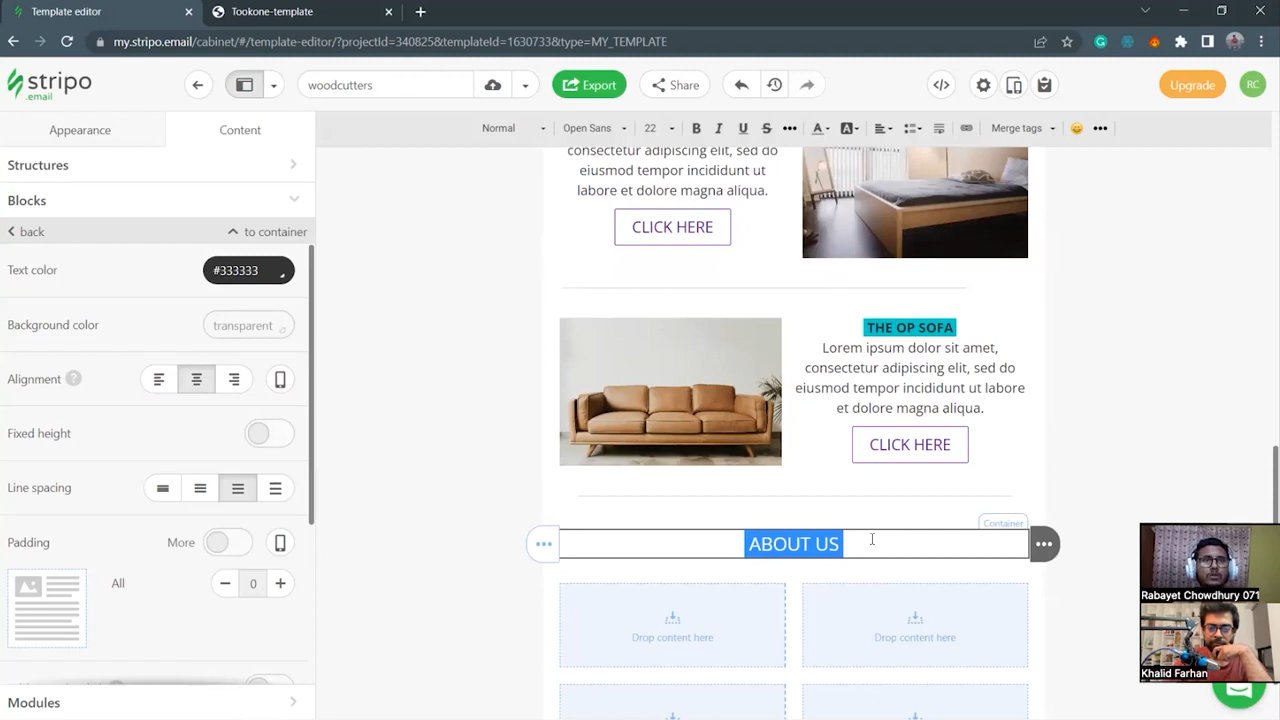 Template editor
Tookone-template
my.stripo.email/cabinet/#/template-editor/?projectId=340825&templateId=1630733&type=MY_TEMPLATE
stripo
.email
woodcutters
Export
Share
Upgrade
RC
Appearance
Content
Normal
Open Sans
22
B
I
U
S
A
A
Merge tags
Structures
Blocks
back
to container
Text color
#333333
Background color
transparent
Alignment
?
Fixed height
Line spacing
Padding
More
All
0
Modules
consectetur adipiscing elit, sed do
eiusmod tempor incididunt ut
labore et dolore magna aliqua.
CLICK HERE
THE OP SOFA
Lorem ipsum dolor sit amet,
consectetur adipiscing elit, sed do
eiusmod tempor incididunt ut labore
et dolore magna aliqua.
CLICK HERE
Container
ABOUT US
Drop content here
Drop content here
Rabayet Chowdhury 071
Khalid Farhan